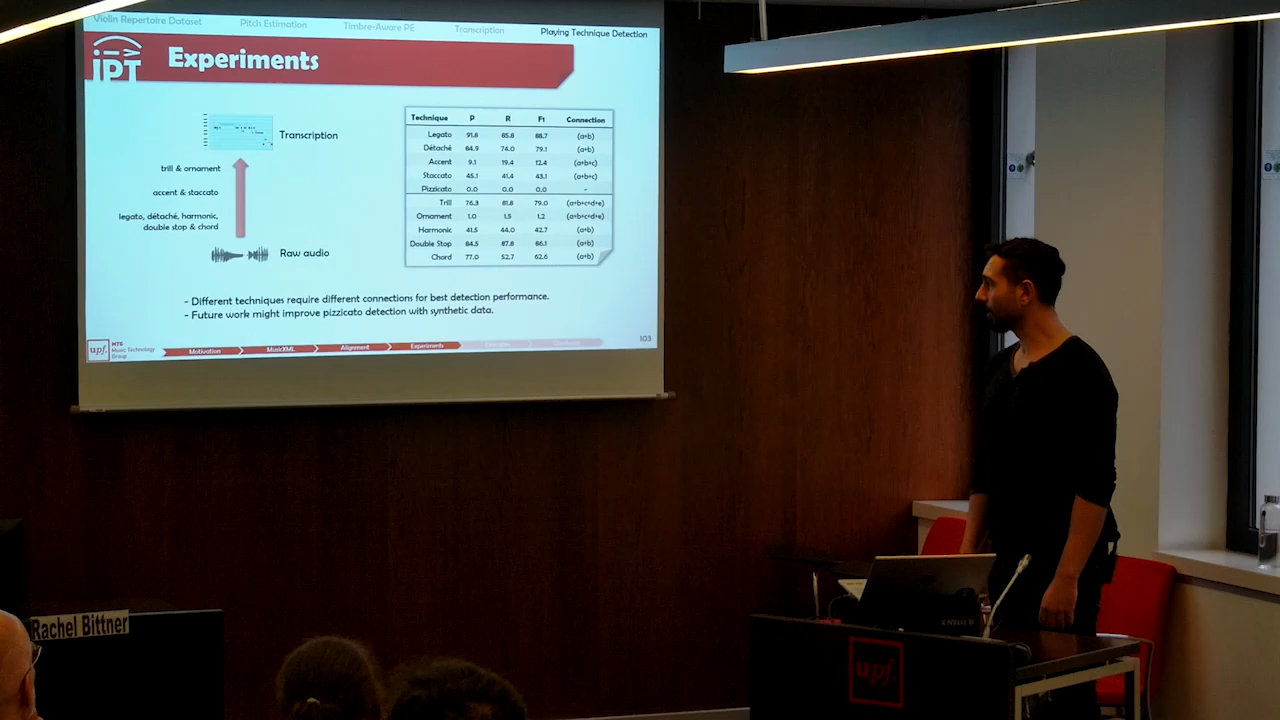 Violin Repertoire Dataset Pitch Estimation Timbre-Aware PE Transcription Playing Technique Detection
iPT Experiments
Transcription
trill & ornament
accent & staccato
legato, détaché, harmonic,
double stop & chord
Raw audio
Technique P R F1 Connection
Legato 91.8 85.8 88.7 (a+b)
Détaché 84.9 74.0 79.1 (a+b)
Accent 9.1 19.4 12.4 (a+b+c)
Staccato 45.1 41.4 43.1 (a+b+c)
Pizzicato 0.0 0.0 0.0 -
Trill 76.3 81.8 79.0 (a+b+c+d+e)
Ornament 1.0 1.5 1.2 (a+b+c+d+e)
Harmonic 41.5 44.0 42.7 (a+b)
Double Stop 84.5 87.8 86.1 (a+b)
Chord 77.0 52.7 62.6 (a+b)
- Different techniques require different connections for best detection performance.
- Future work might improve pizzicato detection with synthetic data.
upf. MTG
Music Technology
Group
Motivation MusicXML Alignment Experiments
103
Rachel Bittner
upf.